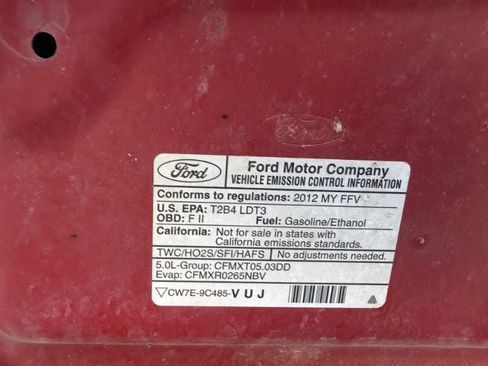 Ford
Ford
Ford Motor Company
VEHICLE EMISSION CONTROL INFORMATION
Conforms to regulations: 2012 MY FFV
U.S. EPA: T2B4 LDT3
OBD: F II Fuel: Gasoline/Ethanol
California: Not for sale in states with
California emissions standards.
TWC/HO2S/SFI/HAFS No adjustments needed.
5.0L-Group: CFMXT05.03DD
Evap: CFMXR0265NBV
▽CW7E-9C485-V U J